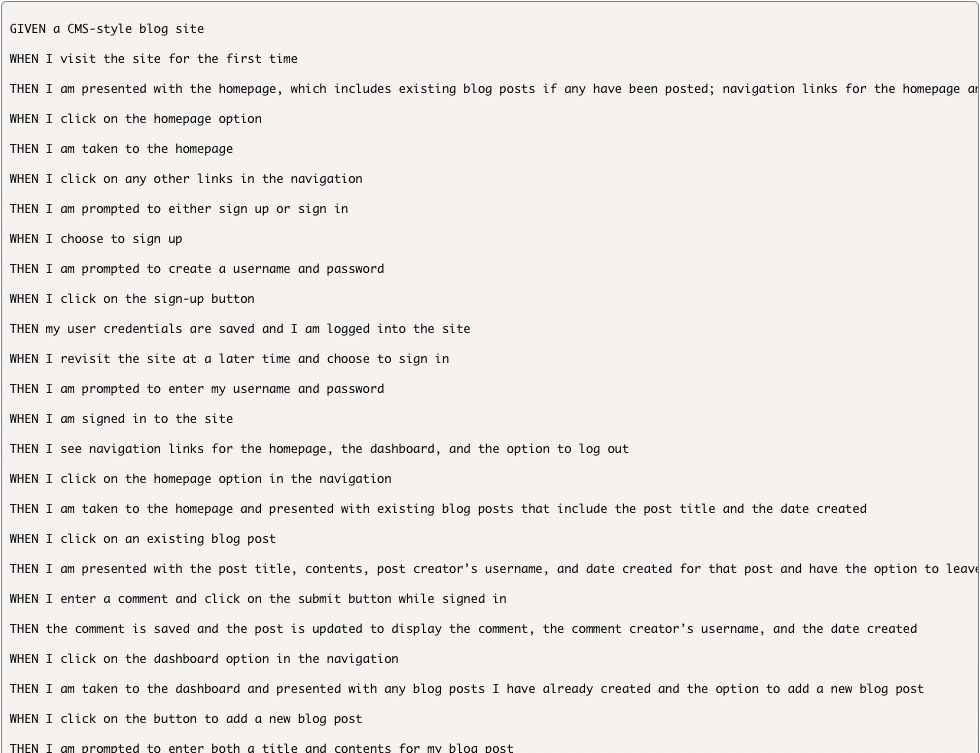 GIVEN a CMS-style blog site
WHEN I visit the site for the first time
THEN I am presented with the homepage, which includes existing blog posts if any have been posted; navigation links for the homepage
WHEN I click on the homepage option
THEN I am taken to the homepage
WHEN I click on any other links in the navigation
THEN I am prompted to either sign up or sign in
WHEN I choose to sign up
THEN I am prompted to create a username and password
WHEN I click on the sign-up button
THEN my user credentials are saved and I am logged into the site
WHEN I revisit the site at a later time and choose to sign in
THEN I am prompted to enter my username and password
WHEN I am signed in to the site
THEN I see navigation links for the homepage, the dashboard, and the option to log out
WHEN I click on the homepage option in the navigation
THEN I am taken to the homepage and presented with existing blog posts that include the post title and the date created
WHEN I click on an existing blog post
THEN I am presented with the post title, contents, post creator’s username, and date created for that post and have the option to leave
WHEN I enter a comment and click on the submit button while signed in
THEN the comment is saved and the post is updated to display the comment, the comment creator’s username, and the date created
WHEN I click on the dashboard option in the navigation
THEN I am taken to the dashboard and presented with any blog posts I have already created and the option to add a new blog post
WHEN I click on the button to add a new blog post
THEN I am prompted to enter both a title and contents for my blog post